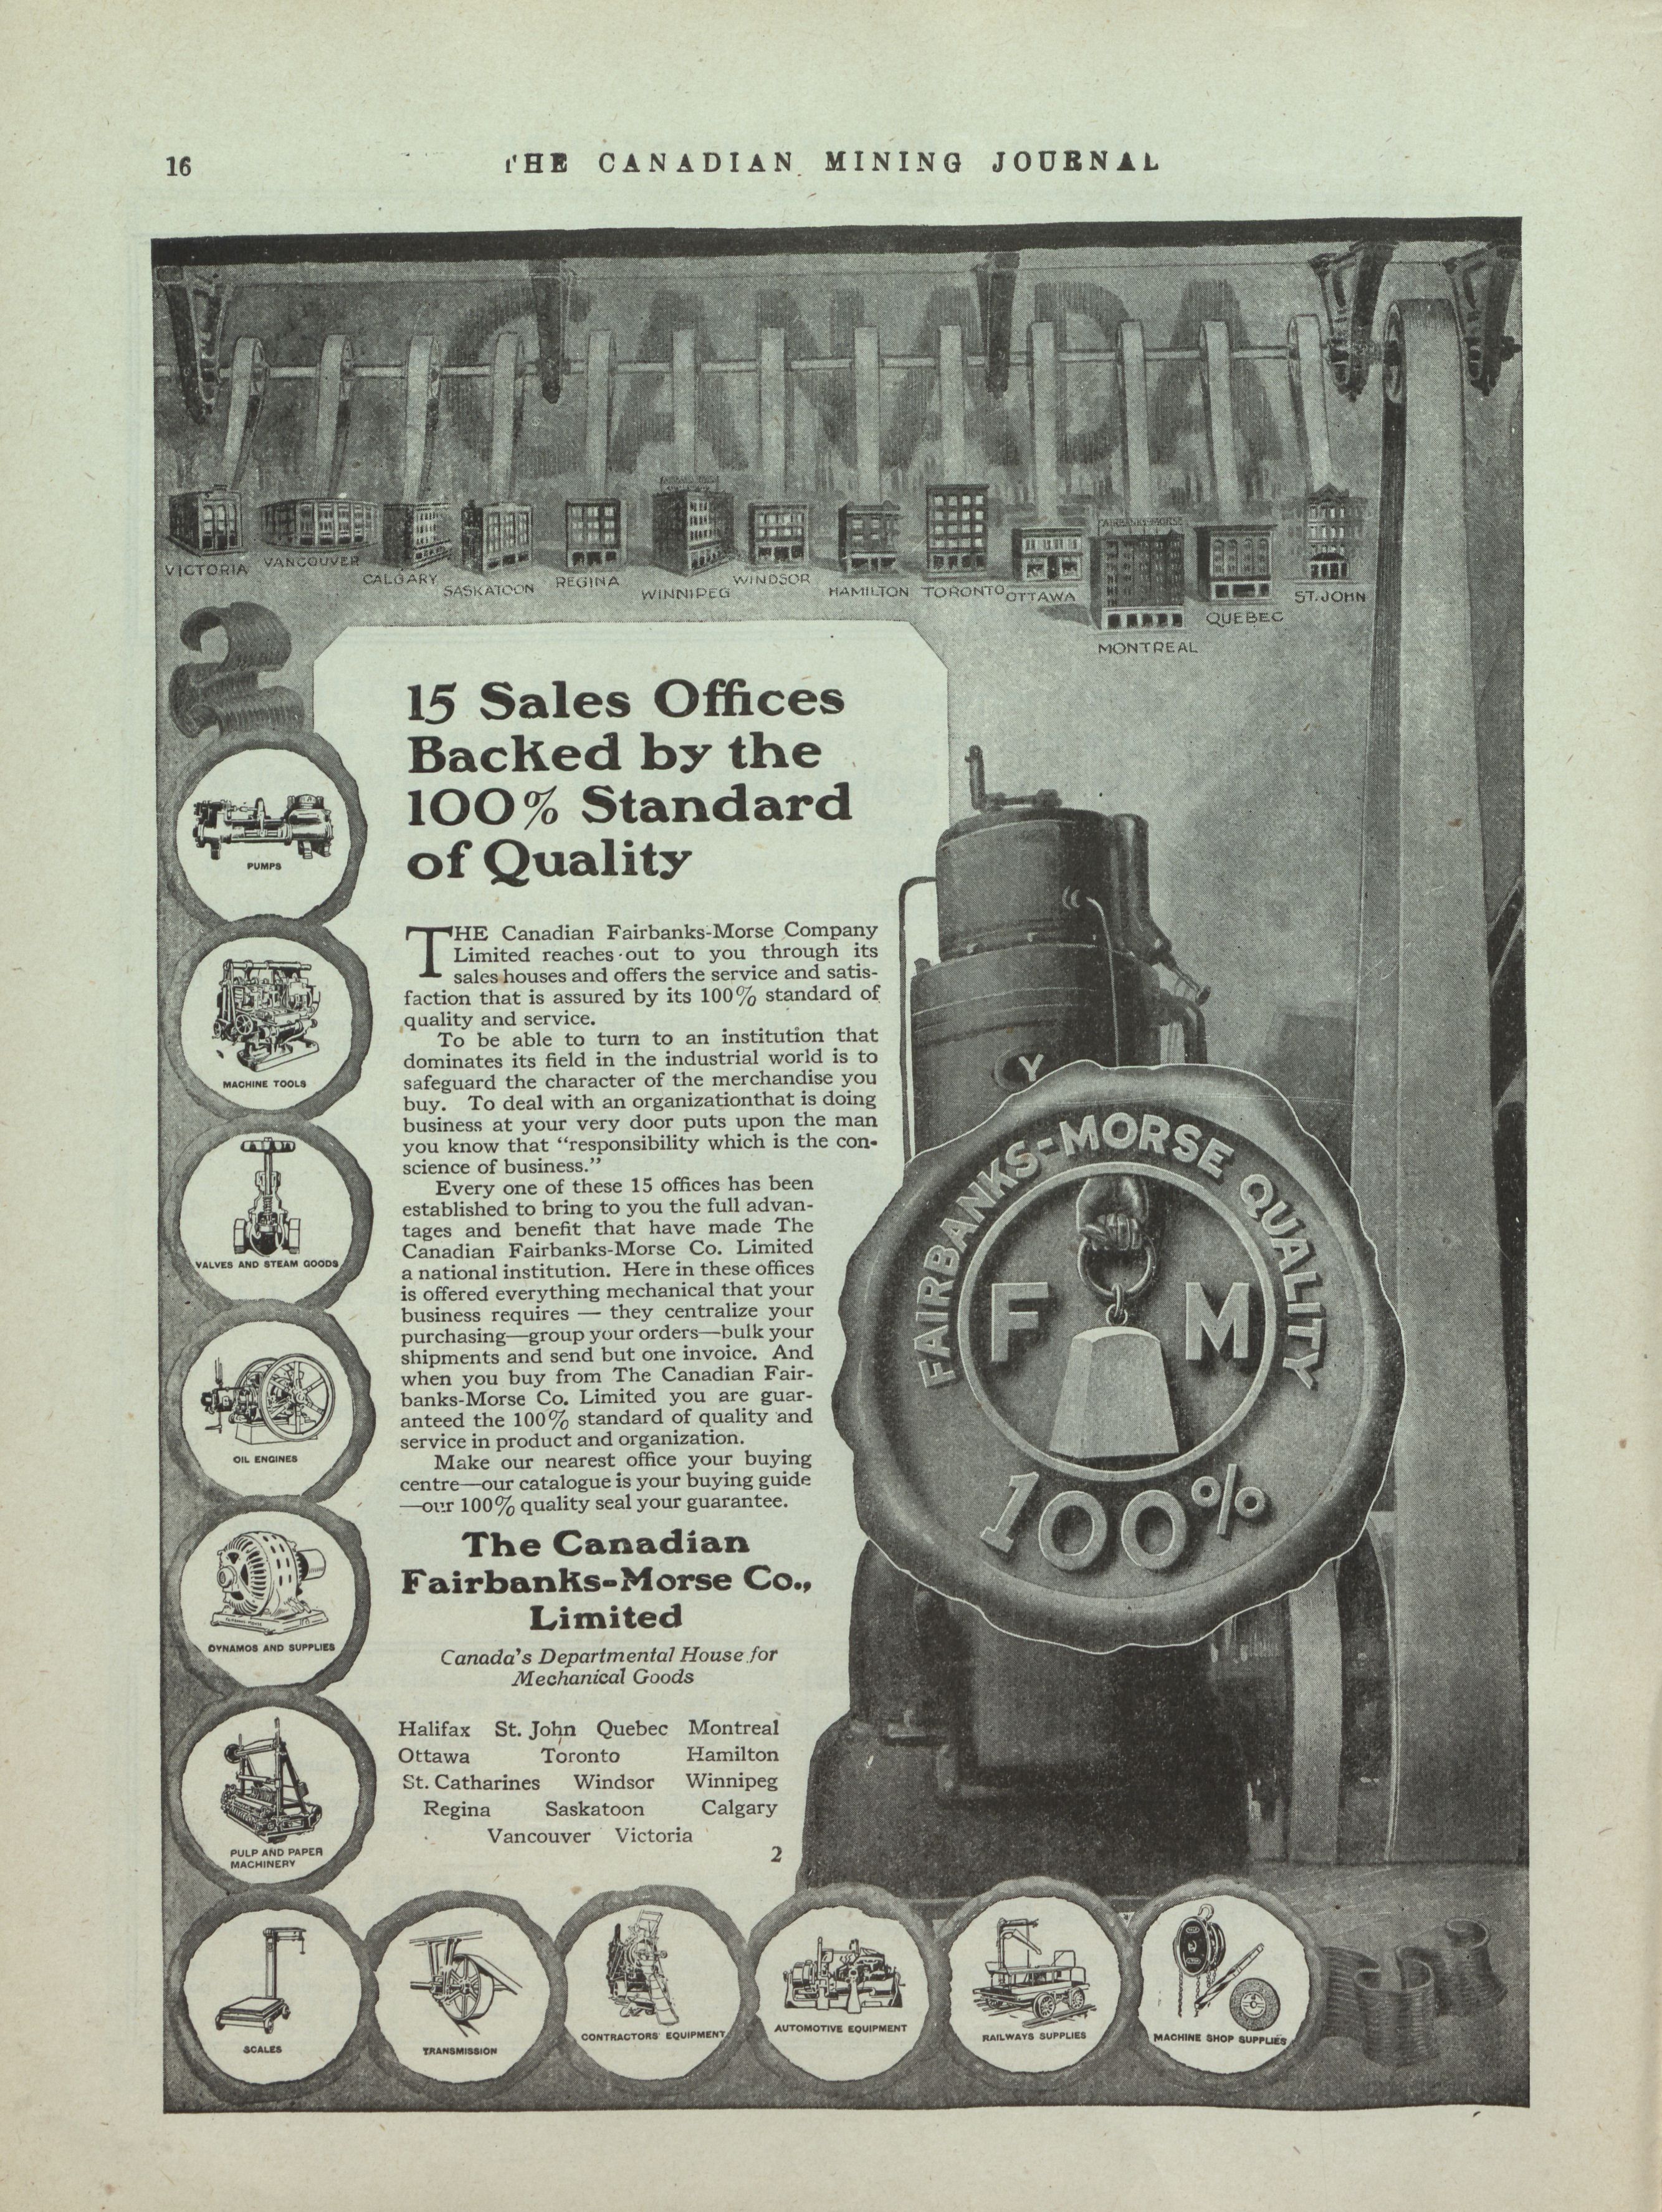 16
THE CANADIAN MINING JOURNAL
CANADA
VICTORIA
VANCOUVER
CALGARY
SASKATOON
REGINA
WINNIPEG
WINDSOR
HAMILTON
TORONTO
OTTAWA
FAIRBANKS-MORSE
MONTREAL
QUEBEC
ST. JOHN
15 Sales Offices
Backed by the
100% Standard
of Quality
THE Canadian Fairbanks-Morse Company
Limited reaches out to you through its
sales houses and offers the service and satis-
faction that is assured by its 100% standard of
quality and service.
To be able to turn to an institution that
dominates its field in the industrial world is to
safeguard the character of the merchandise you
buy. To deal with an organizationthat is doing
business at your very door puts upon the man
you know that "responsibility which is the con-
science of business."
Every one of these 15 offices has been
established to bring to you the full advan-
tages and benefit that have made The
Canadian Fairbanks-Morse Co. Limited
a national institution. Here in these offices
is offered everything mechanical that your
business requires — they centralize your
purchasing—group your orders—bulk your
shipments and send but one invoice. And
when you buy from The Canadian Fair-
banks-Morse Co. Limited you are guar-
anteed the 100% standard of quality and
service in product and organization.
Make our nearest office your buying
centre—our catalogue is your buying guide
—our 100% quality seal your guarantee.
The Canadian
Fairbanks-Morse Co.,
Limited
Canada's Departmental House for
Mechanical Goods
Halifax St. John Quebec Montreal
Ottawa Toronto Hamilton
St. Catharines Windsor Winnipeg
Regina Saskatoon Calgary
Vancouver Victoria
2
Y
FAIRBANKS-MORSE QUALITY
F M
100%
PUMPS
MACHINE TOOLS
VALVES AND STEAM GOODS
OIL ENGINES
DYNAMOS AND SUPPLIES
PULP AND PAPER
MACHINERY
SCALES
TRANSMISSION
CONTRACTORS' EQUIPMENT
AUTOMOTIVE EQUIPMENT
RAILWAYS SUPPLIES
MACHINE SHOP SUPPLIES